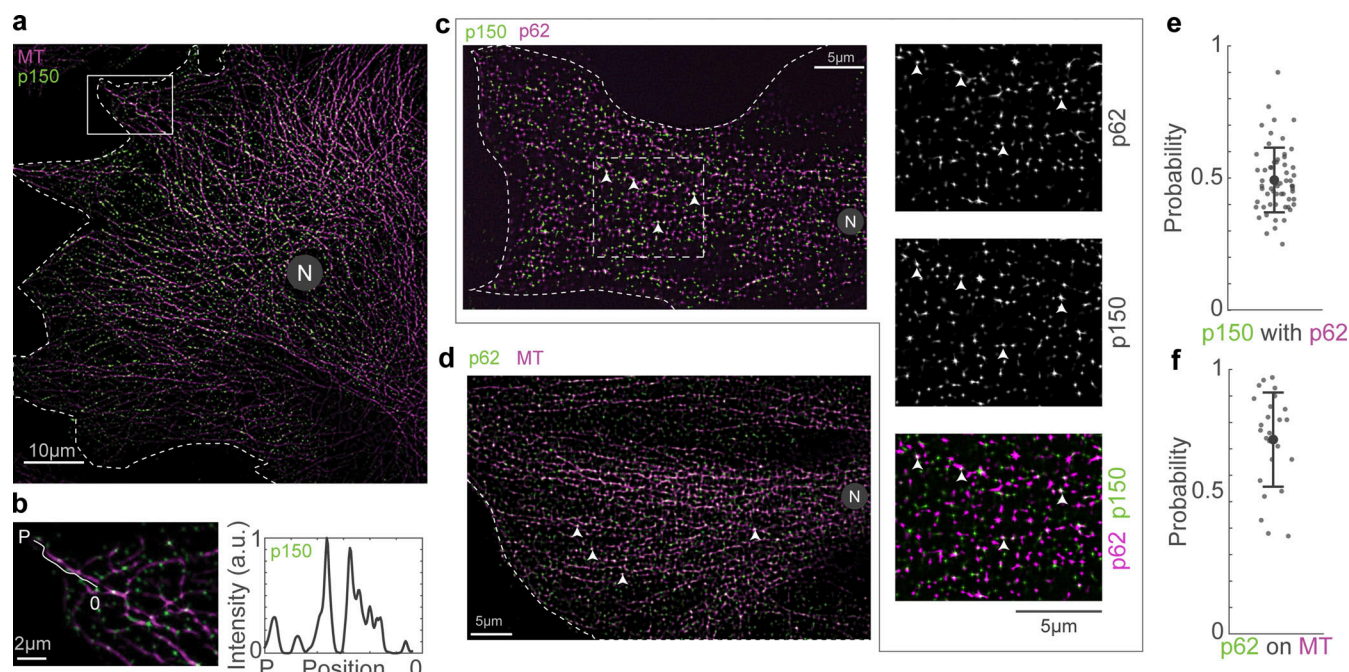 a
MT
p150
N
10μm
b
P
0
2μm
Intensity (a.u.)
1
p150
0
P Position 0
c
p150 p62
5μm
N
p62
p150
p62 p150
5μm
d
p62 MT
N
5μm
e
1
Probability
0.5
0
p150 with p62
f
1
Probability
0.5
0
p62 on MT